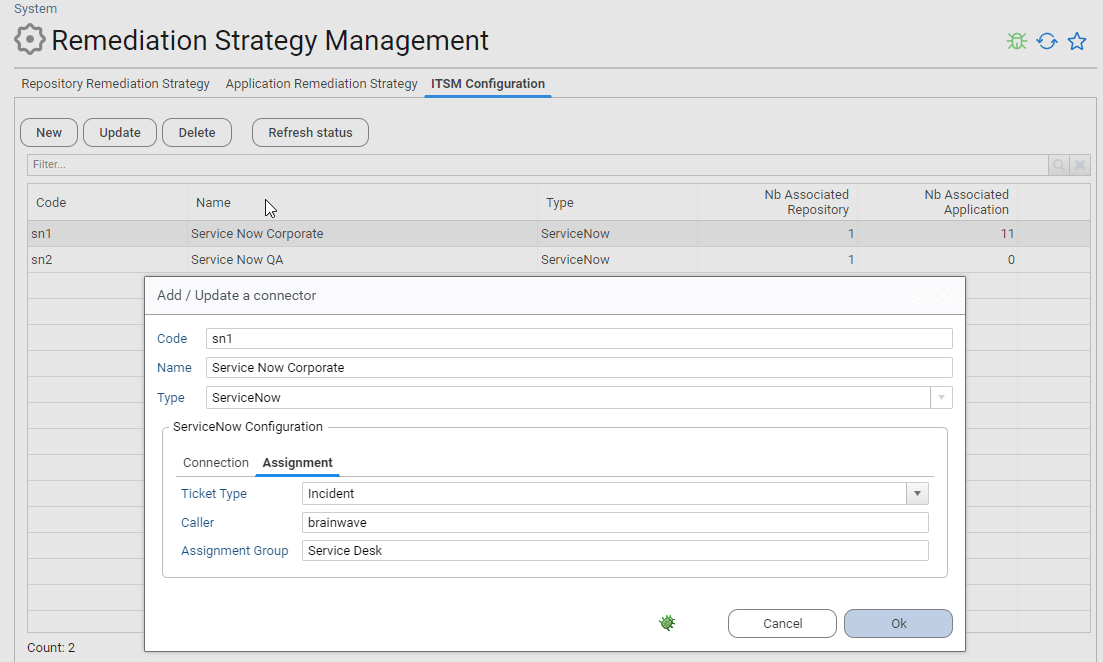 System
Remediation Strategy Management
Repository Remediation Strategy Application Remediation Strategy ITSM Configuration
New Update Delete Refresh status
Filter...
Code Name Type Nb Associated Repository Nb Associated Application
sn1 Service Now Corporate ServiceNow 1 11
sn2 Service Now QA ServiceNow 1 0
Add / Update a connector
Code sn1
Name Service Now Corporate
Type ServiceNow
ServiceNow Configuration
Connection Assignment
Ticket Type Incident
Caller brainwave
Assignment Group Service Desk
Cancel Ok
Count: 2